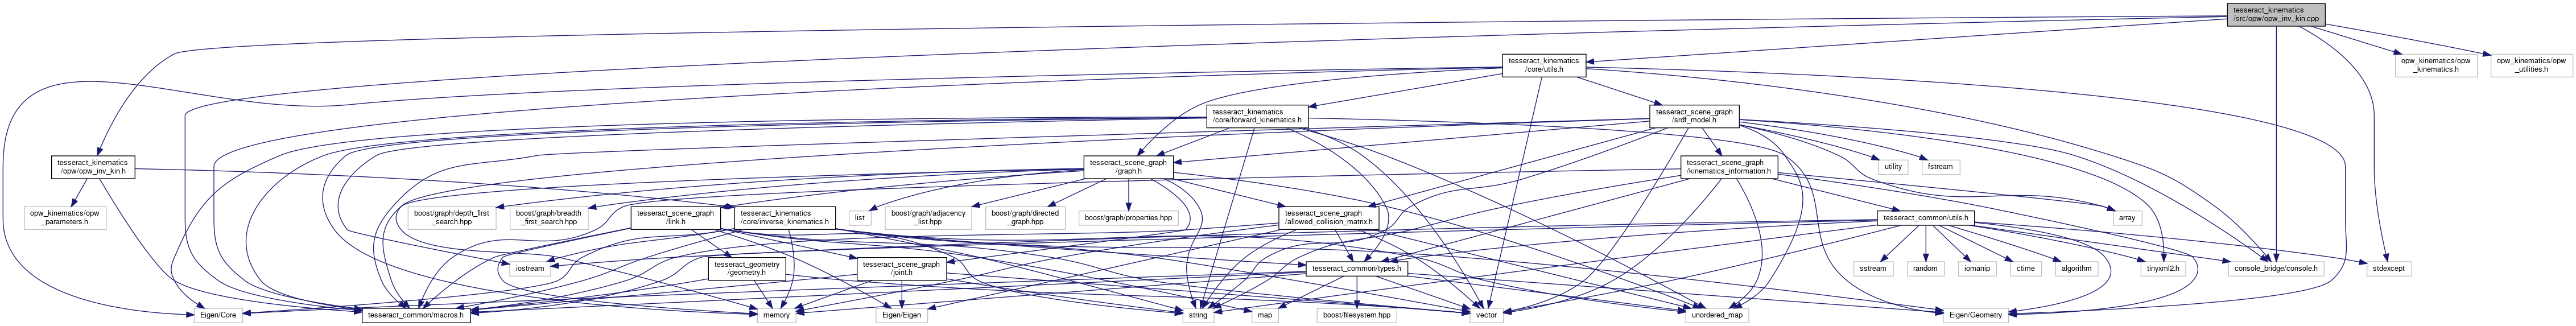 tesseract_kinematics
/src/opw/opw_inv_kin.cpp
tesseract_kinematics
/core/utils.h
opw_kinematics/opw
_kinematics.h
opw_kinematics/opw
_utilities.h
tesseract_kinematics
/core/forward_kinematics.h
tesseract_scene_graph
/srdf_model.h
tesseract_kinematics
/opw/opw_inv_kin.h
tesseract_scene_graph
/graph.h
tesseract_scene_graph
/kinematics_information.h
utility
fstream
opw_kinematics/opw
_parameters.h
boost/graph/depth_first
_search.hpp
boost/graph/breadth
_first_search.hpp
tesseract_scene_graph
/link.h
tesseract_kinematics
/core/inverse_kinematics.h
list
boost/graph/adjacency
_list.hpp
boost/graph/directed
_graph.hpp
boost/graph/properties.hpp
tesseract_scene_graph
/allowed_collision_matrix.h
tesseract_common/utils.h
array
iostream
tesseract_geometry
/geometry.h
tesseract_scene_graph
/joint.h
tesseract_common/types.h
sstream
random
iomanip
ctime
algorithm
tinyxml2.h
console_bridge/console.h
stdexcept
Eigen/Core
tesseract_common/macros.h
memory
Eigen/Eigen
string
map
boost/filesystem.hpp
vector
unordered_map
Eigen/Geometry